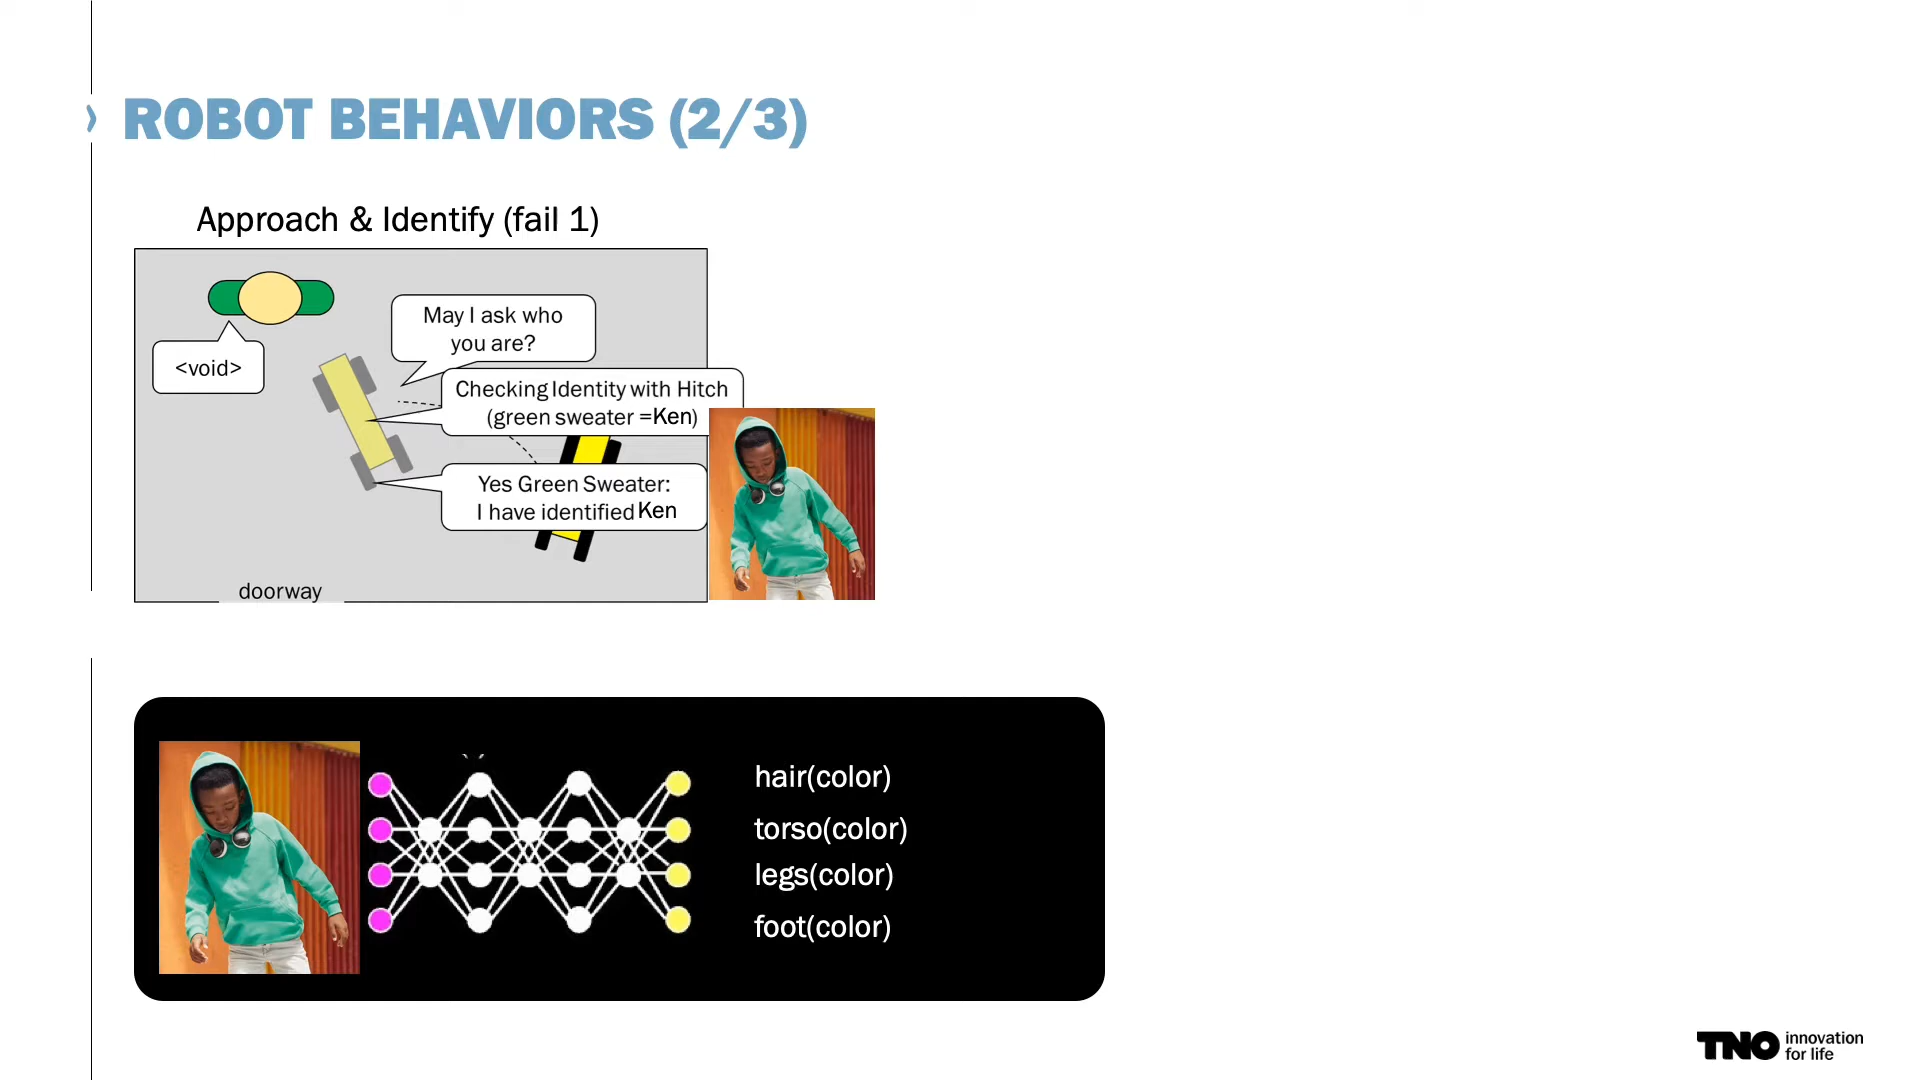 ROBOT BEHAVIORS (2/3)
Approach & Identify (fail 1)
May I ask who
you are?
<void>
Checking Identity with Hitch
(green sweater =Ken)
Yes Green Sweater:
I have identified Ken
doorway
hair(color)
torso(color)
legs(color)
foot(color)
TNO innovation
for life